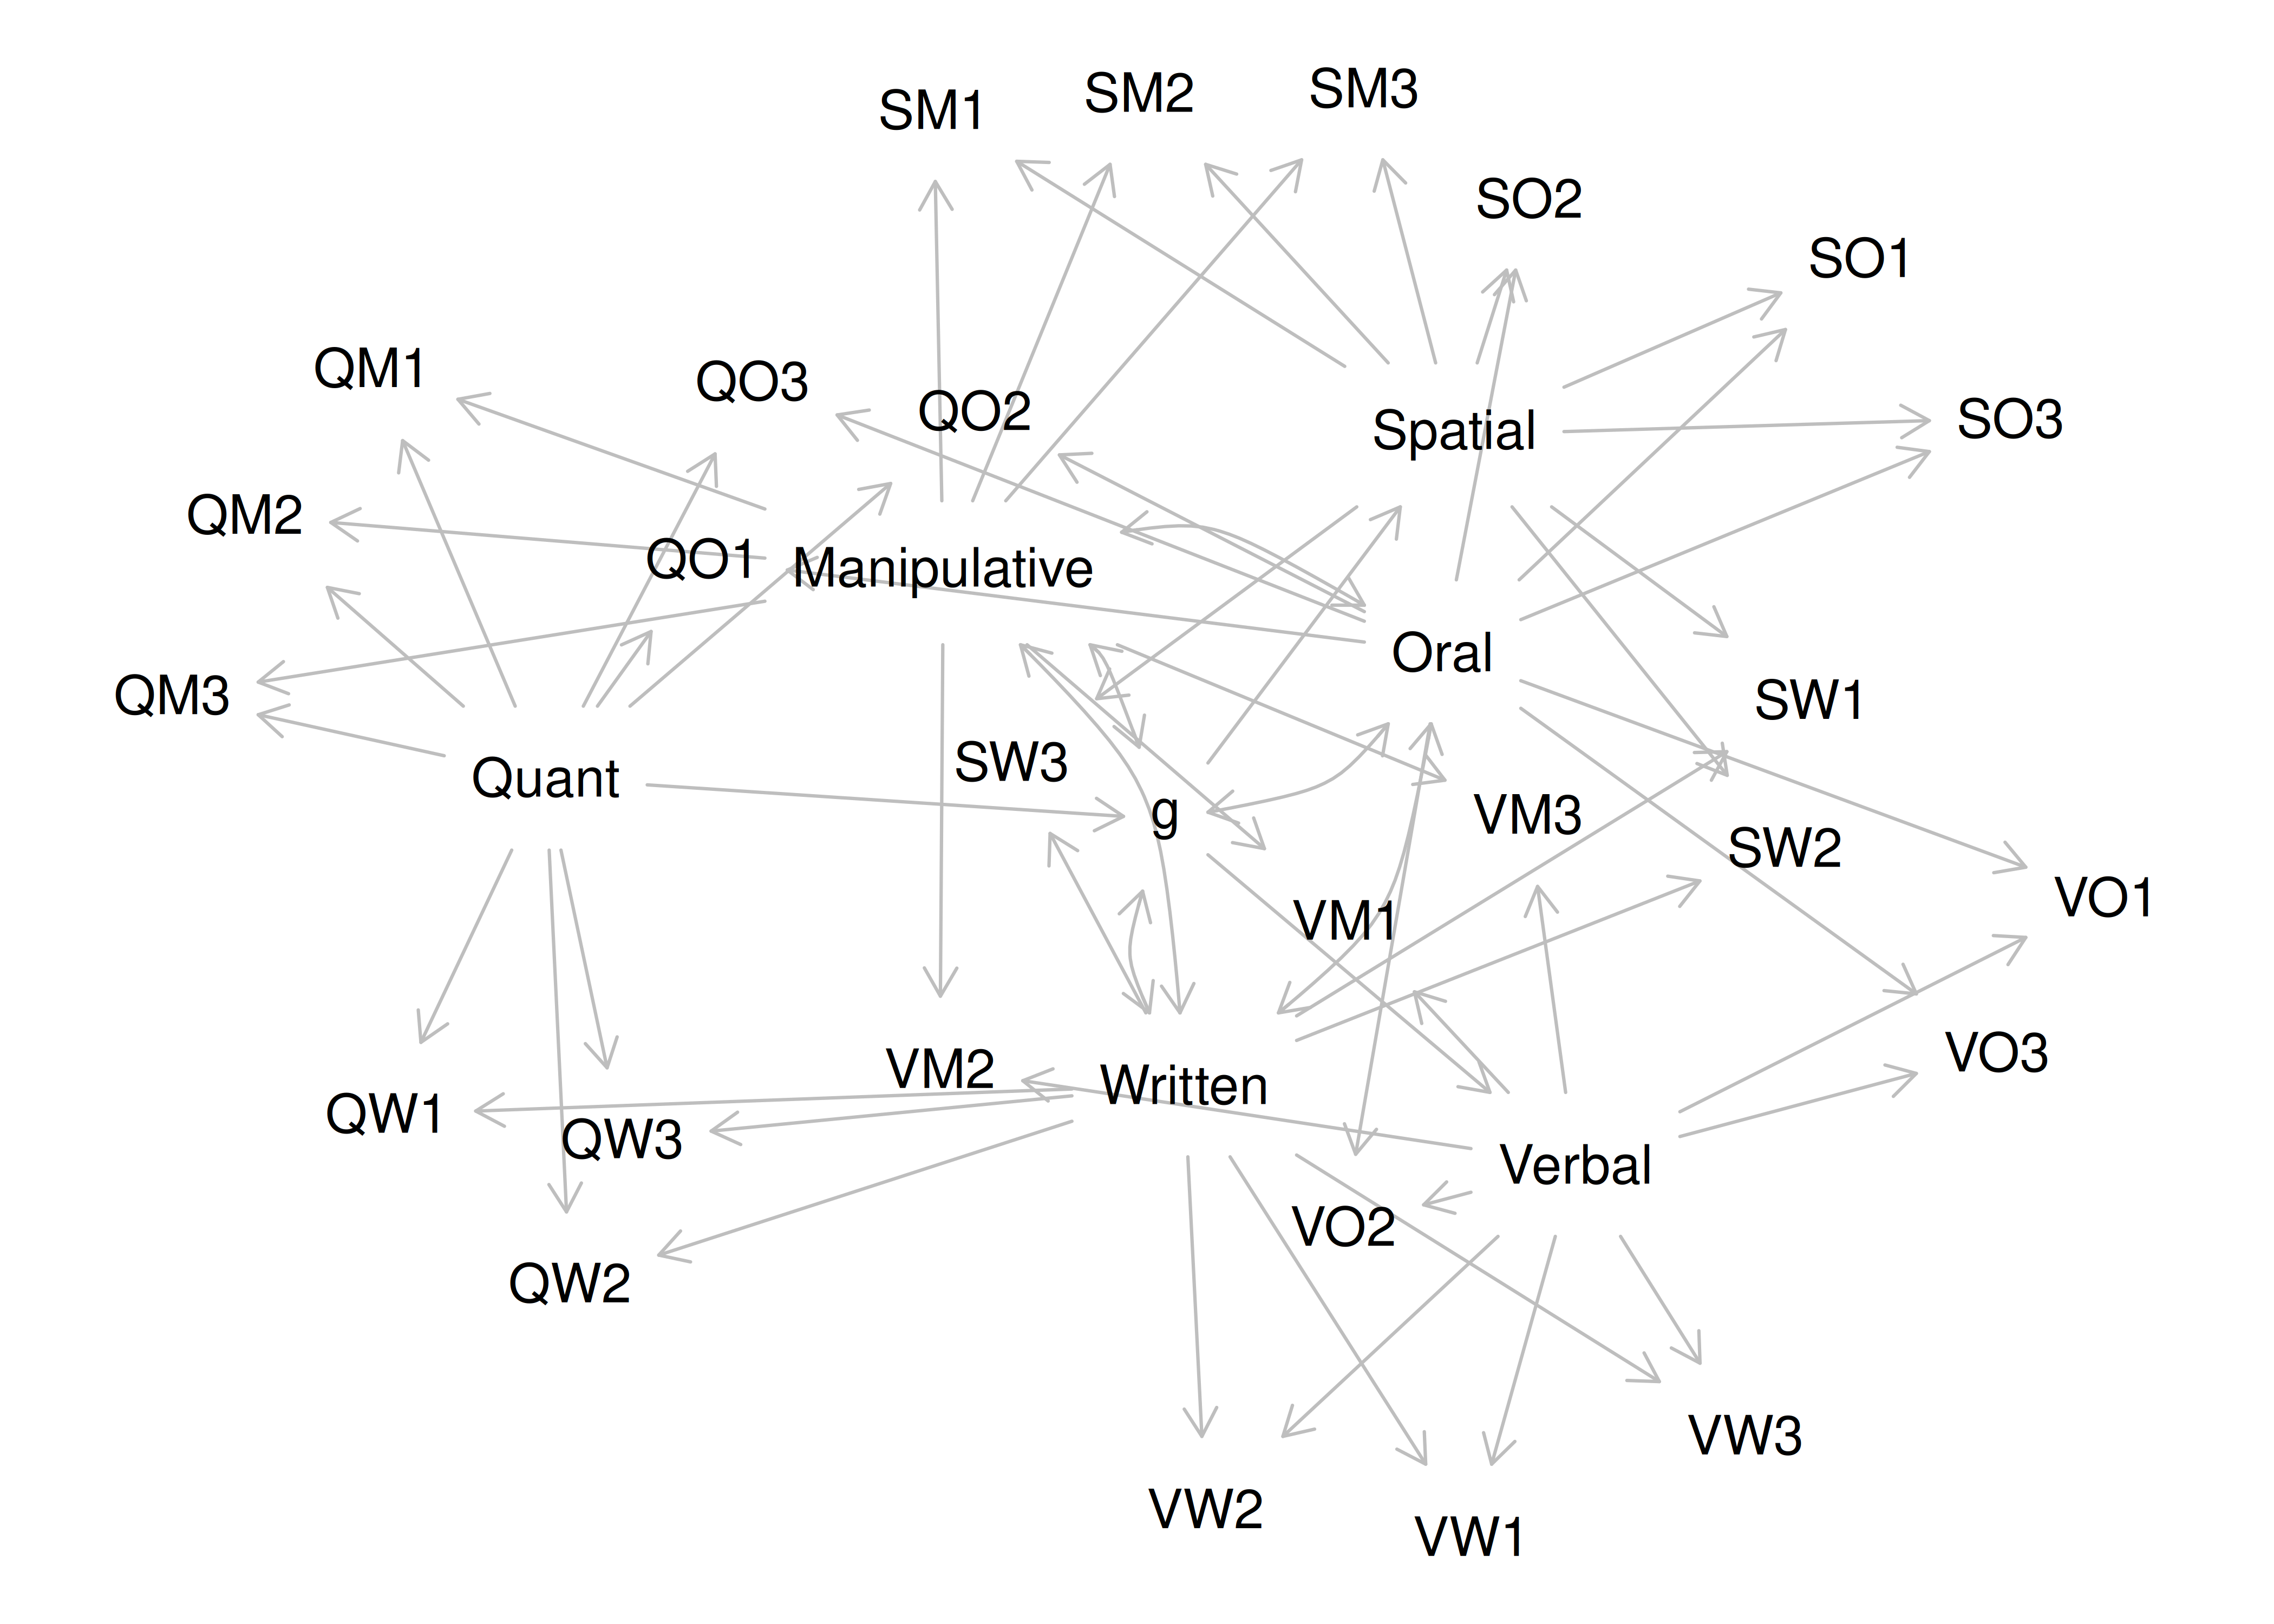 SM1
SM2
SM3
SO2
SO1
QM1
QO3
QO2
Spatial
SO3
QM2
QO1
Manipulative
Oral
QM3
SW1
Quant
SW3
g
VM3
SW2
VM1
VO1
VM2
Written
VO3
QW1
QW3
Verbal
VO2
QW2
VW3
VW2
VW1